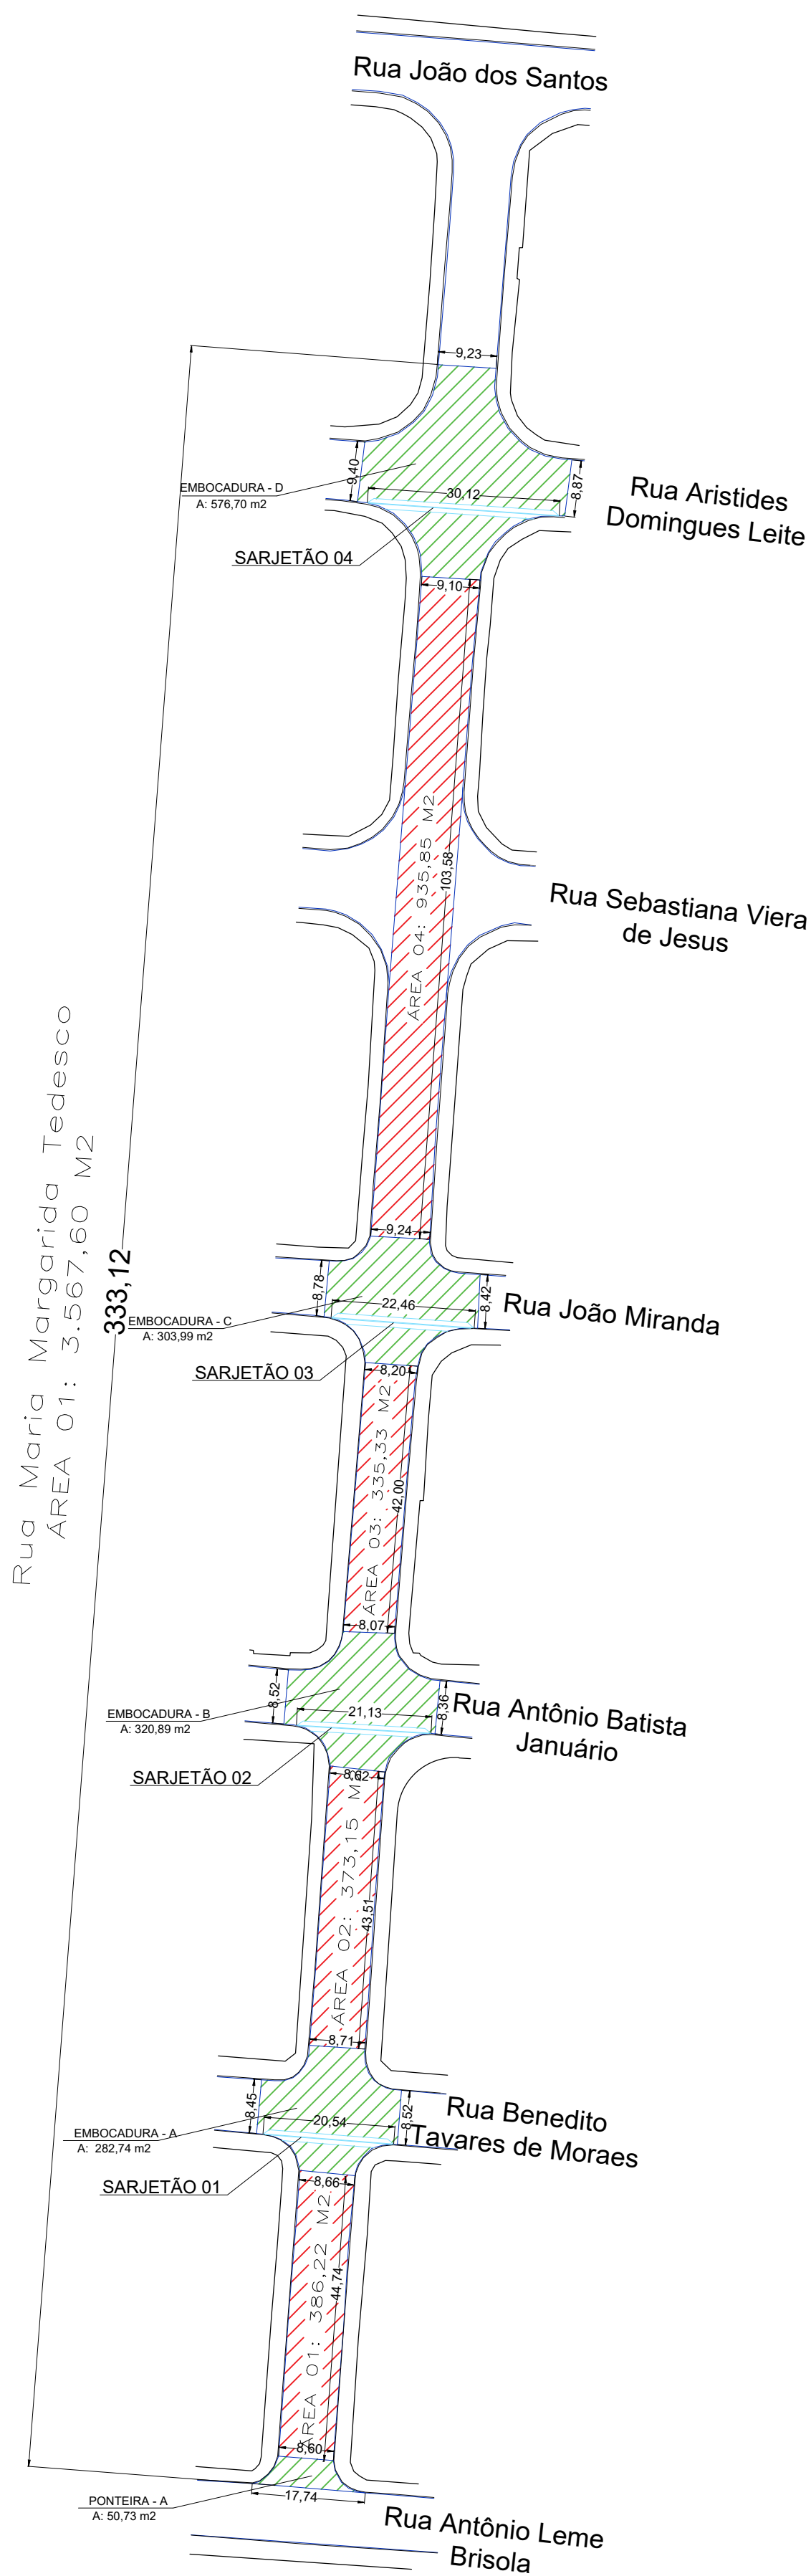 Rua João dos Santos
9,23
9,40
EMBOCADURA - D
A: 576,70 m2
30,12
8,87
Rua Aristides
Domingues Leite
SARJETÃO 04
9,10
ÁREA 04: 935,85 M2
103,58
Rua Sebastiana Viera
de Jesus
Rua Maria Margarida Tedesco
ÁREA 01: 3.567,60 M2
333,12
9,24
8,78
22,46
8,42
EMBOCADURA - C
A: 303,99 m2
Rua João Miranda
SARJETÃO 03
8,20
ÁREA 03: 335,33 M2
42,00
8,07
8,52
EMBOCADURA - B
A: 320,89 m2
21,13
8,36
Rua Antônio Batista
Januário
SARJETÃO 02
8,62
ÁREA 02: 373,15 M2
43,51
8,71
8,45
20,54
8,52
Rua Benedito
Tavares de Moraes
EMBOCADURA - A
A: 282,74 m2
SARJETÃO 01
8,66
ÁREA 01: 386,22 M2
44,74
8,60
PONTEIRA - A
A: 50,73 m2
17,74
Rua Antônio Leme
Brisola